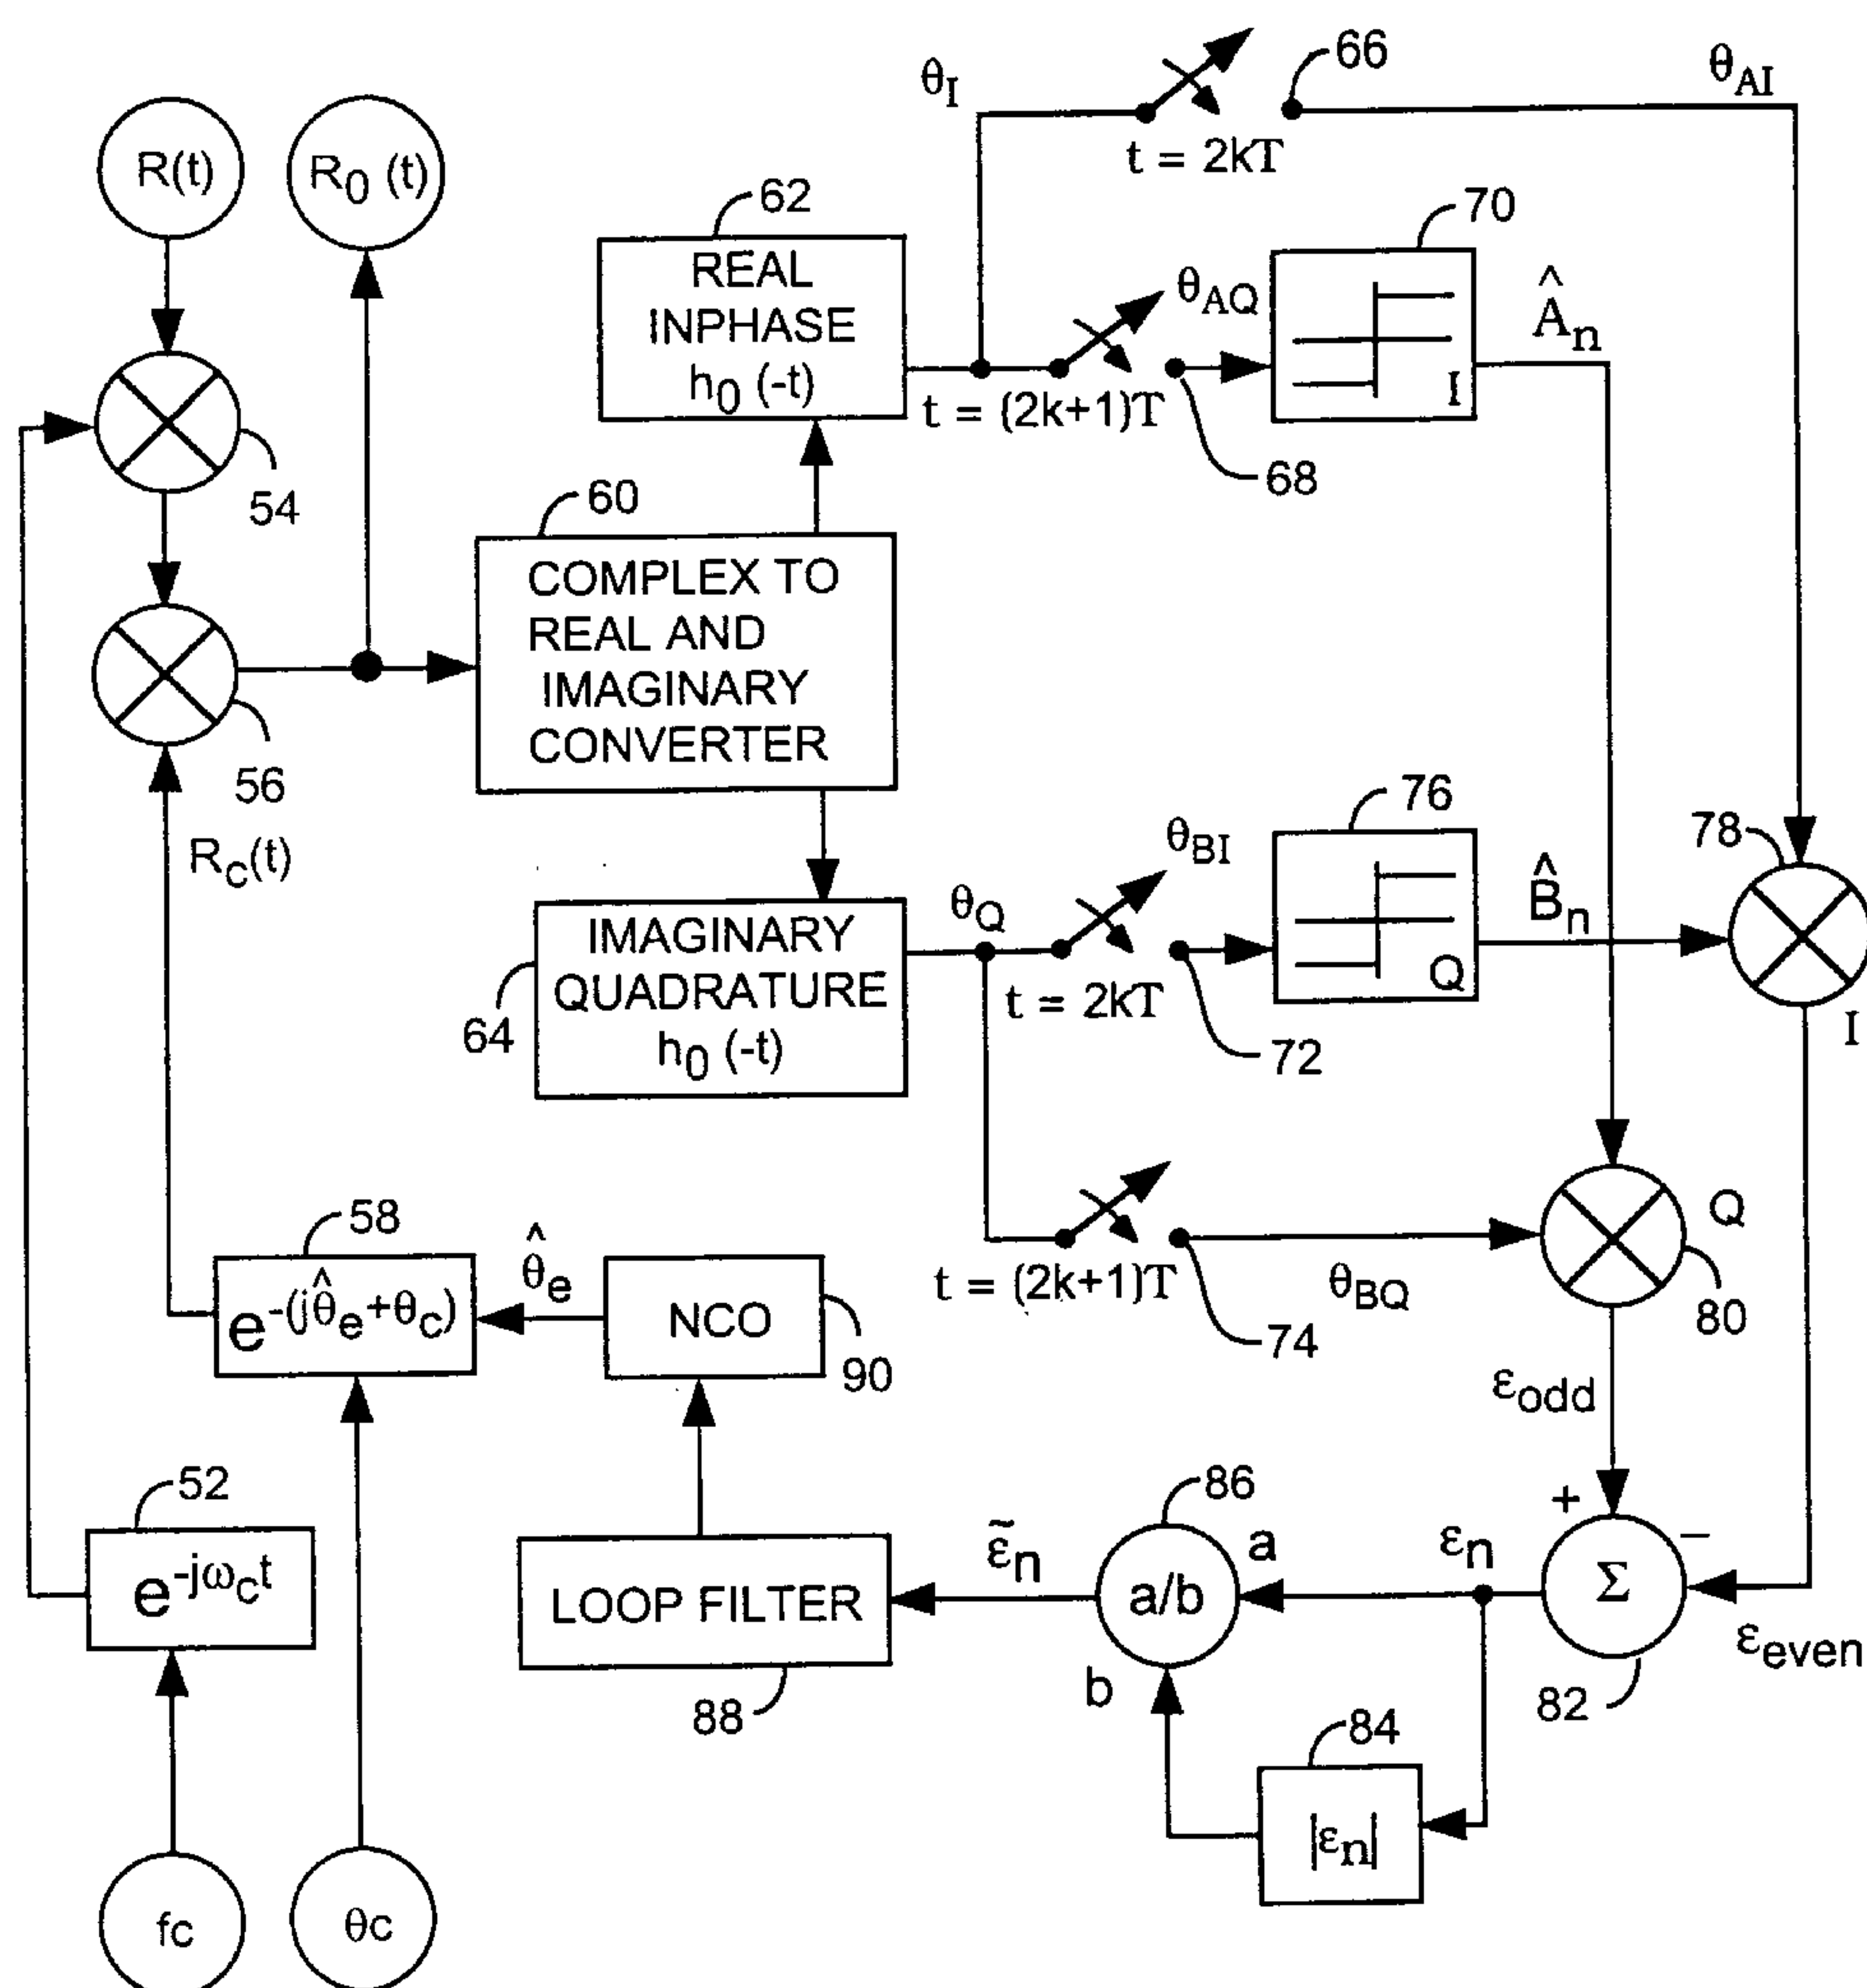 66
θI
θAI
t = 2kT
R(t)
R0 (t)
62
REAL
INPHASE
h0 (-t)
70
θAQ
Ân
I
t = (2k+1)T
68
54
60
COMPLEX TO
REAL AND
IMAGINARY
CONVERTER
56
Rc(t)
76
78
θBI
B̂n
θQ
IMAGINARY
QUADRATURE
h0 (-t)
Q
64
t = 2kT
72
I
58
θ̂e
Q
e-(jθ̂e+θc)
NCO
t = (2k+1)T
θBQ
74
80
90
εodd
52
86
+
−
ε̃n
a
εn
e-jωct
LOOP FILTER
a/b
Σ
εeven
88
b
82
84
|εn|
fc
θc